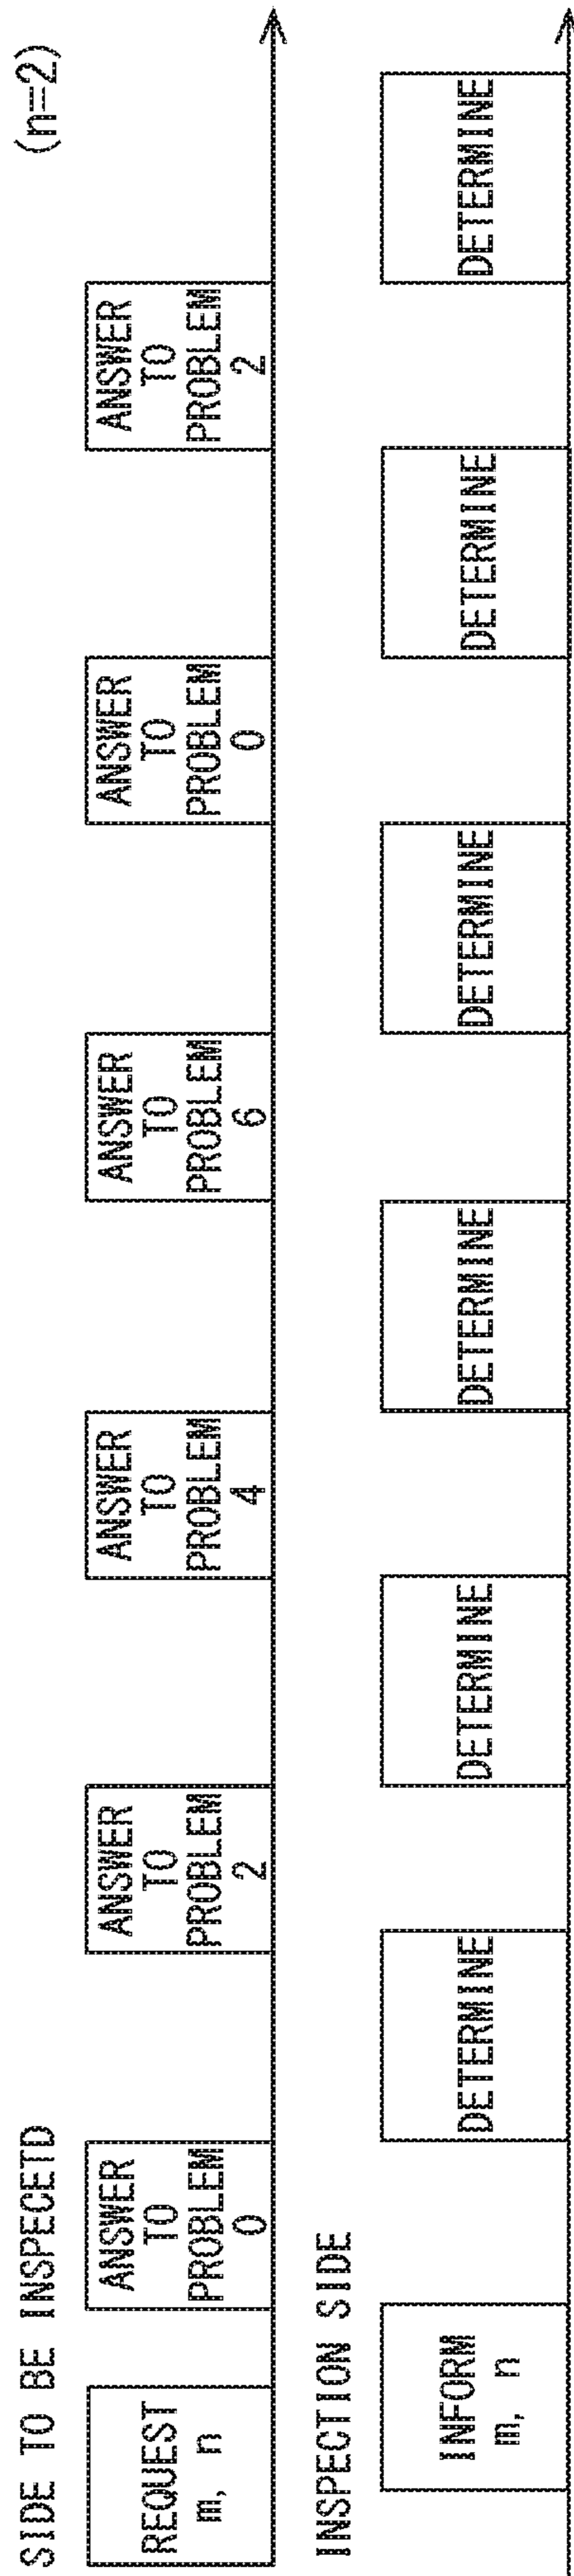 (n=2)
SIDE TO BE INSPECETD
REQUEST
m, n
ANSWER
TO
PROBLEM
0
ANSWER
TO
PROBLEM
2
ANSWER
TO
PROBLEM
4
ANSWER
TO
PROBLEM
6
ANSWER
TO
PROBLEM
0
ANSWER
TO
PROBLEM
2
INSPECTION SIDE
INFORM
m, n
DETERMINE
DETERMINE
DETERMINE
DETERMINE
DETERMINE
DETERMINE